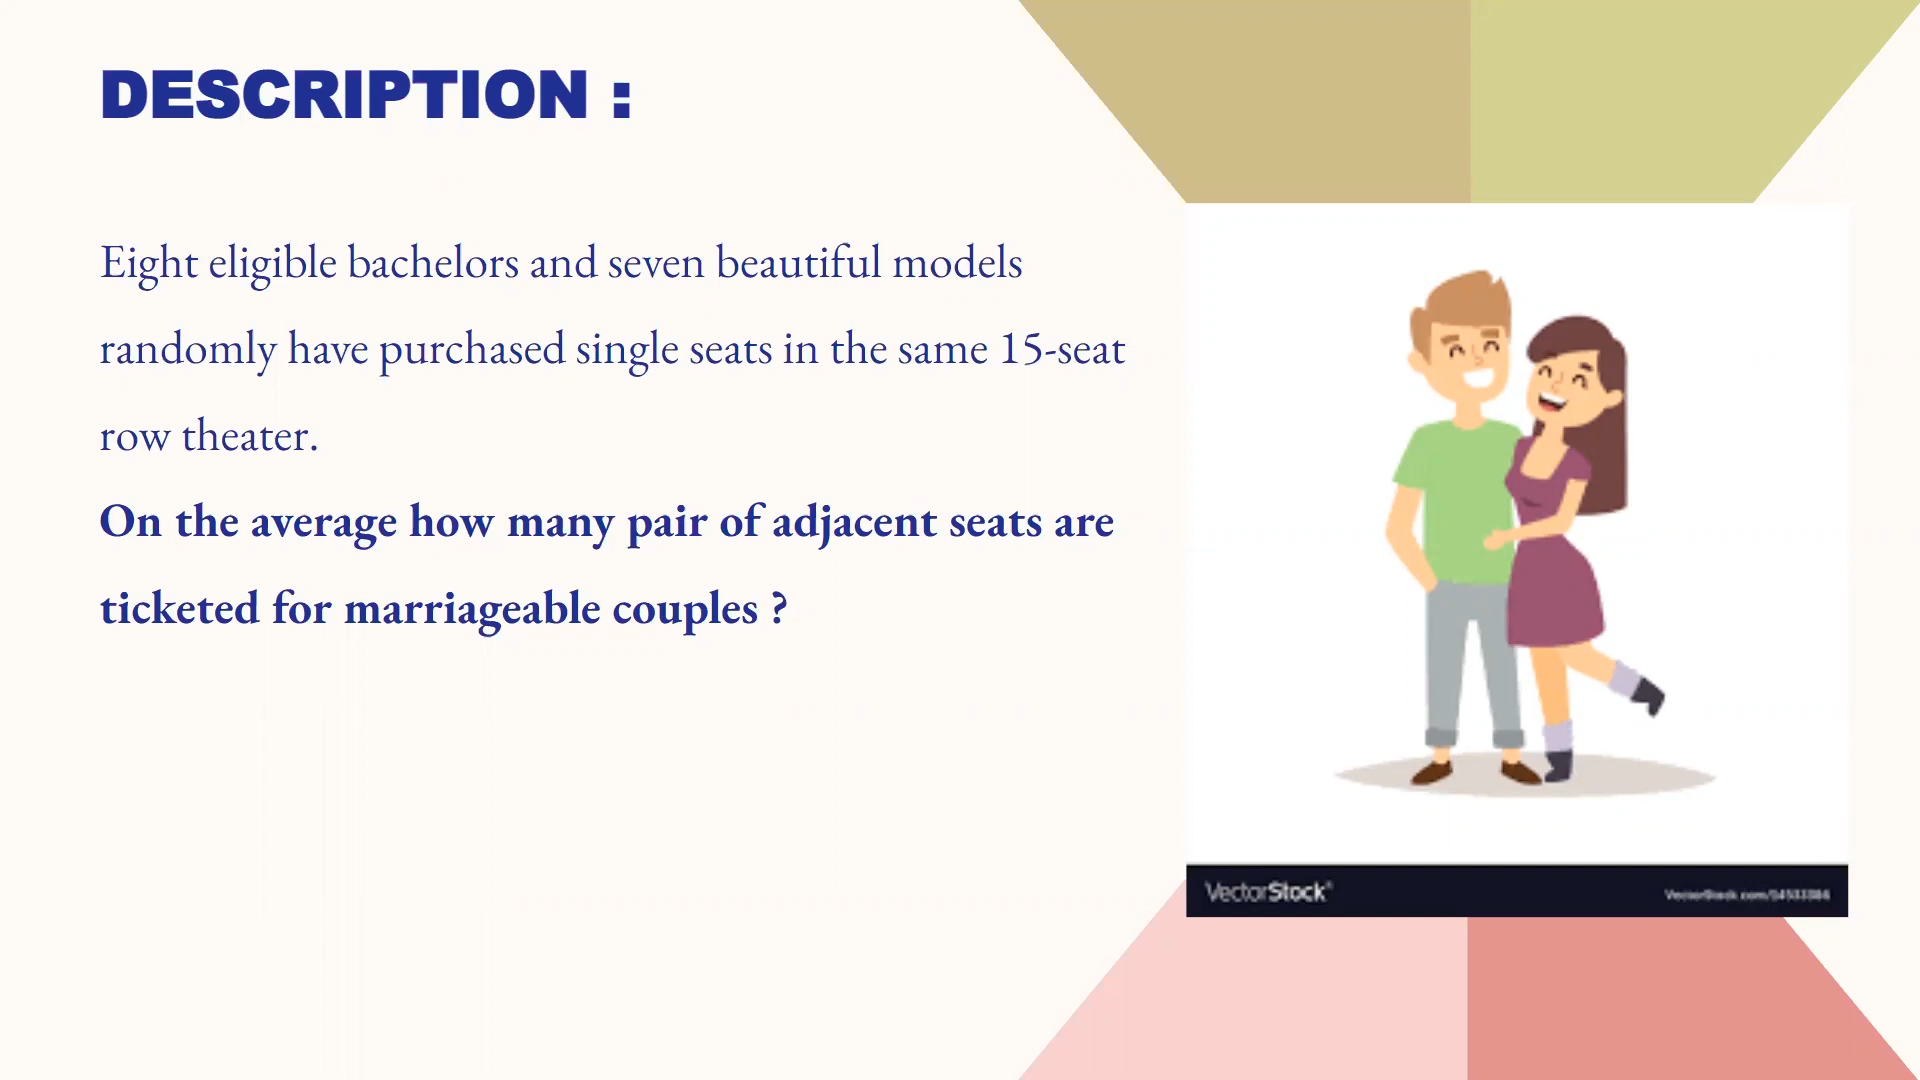 DESCRIPTION :
Eight eligible bachelors and seven beautiful models
randomly have purchased single seats in the same 15-seat
row theater.
On the average how many pair of adjacent seats are
ticketed for marriageable couples ?
VectorStock®